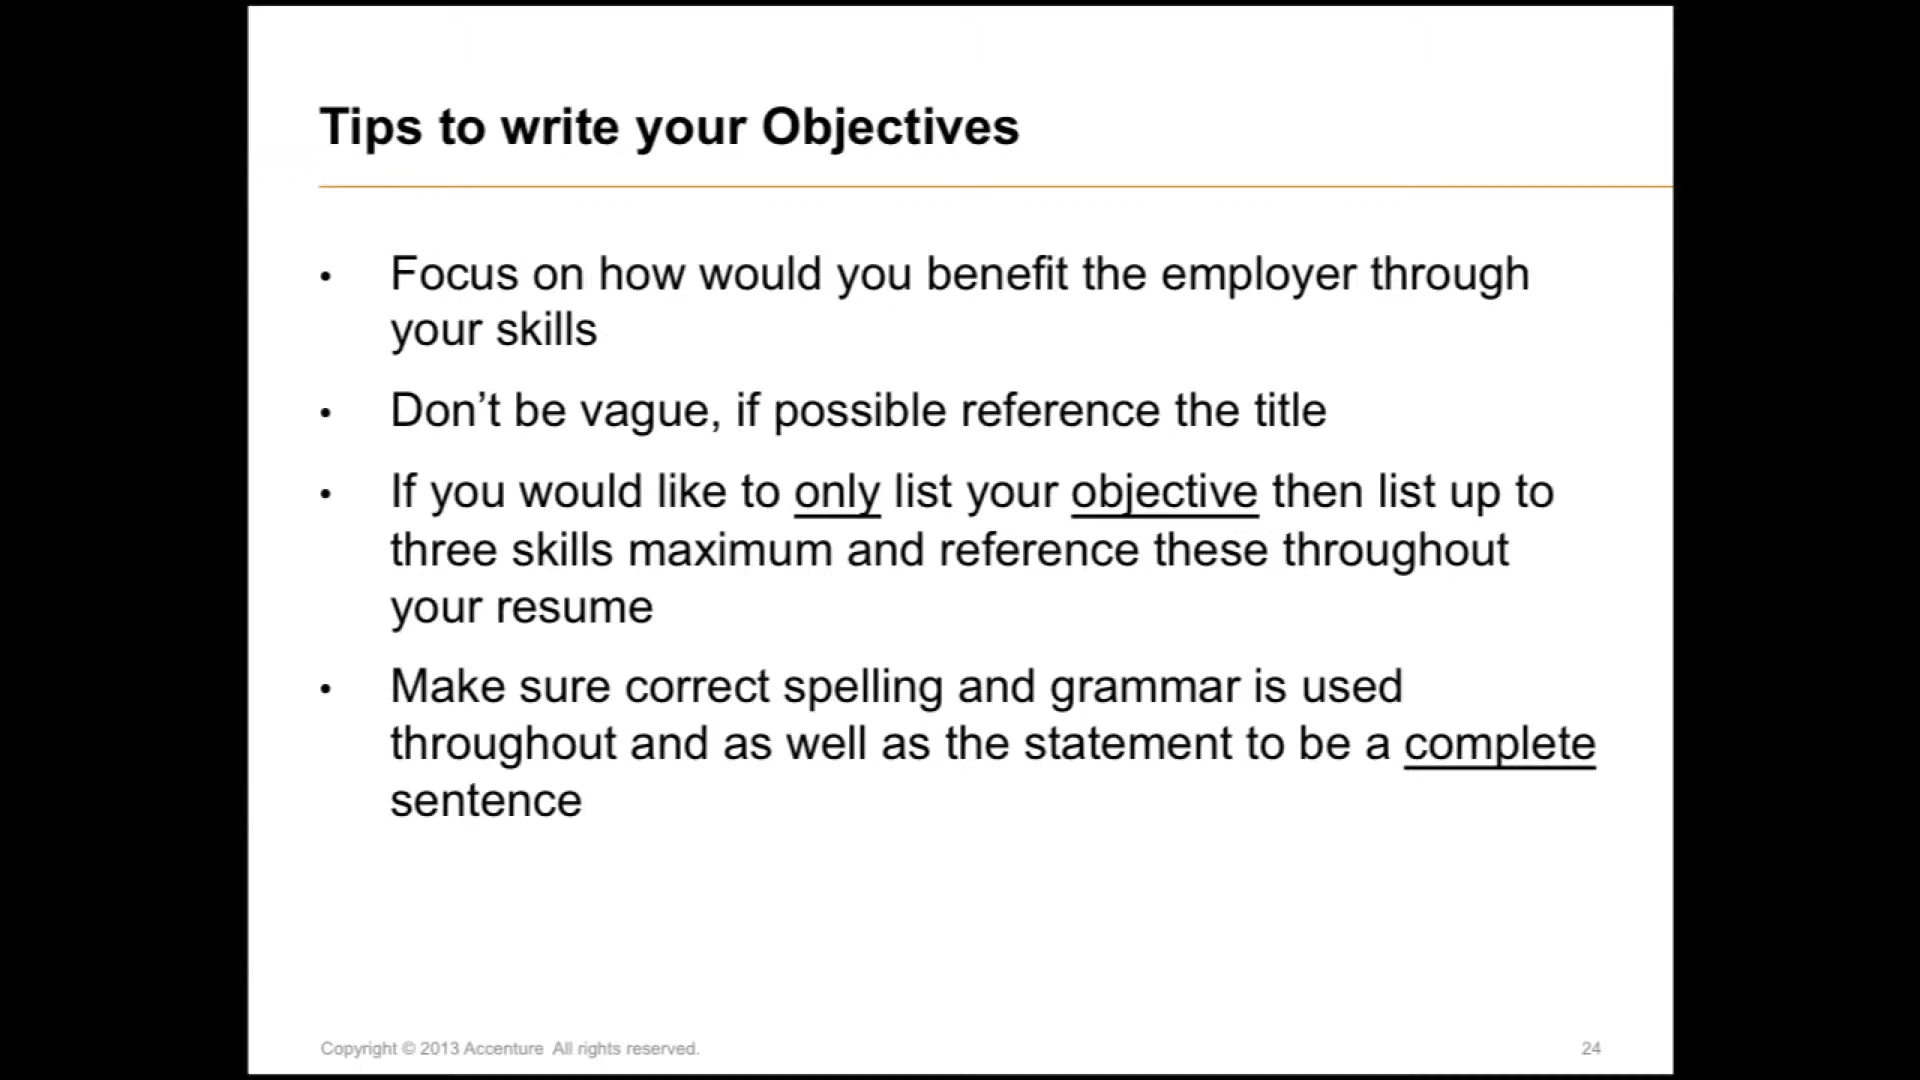 Tips to write your Objectives
• Focus on how would you benefit the employer through
your skills
• Don’t be vague, if possible reference the title
• If you would like to only list your objective then list up to
three skills maximum and reference these throughout
your resume
• Make sure correct spelling and grammar is used
throughout and as well as the statement to be a complete
sentence
Copyright © 2013 Accenture All rights reserved.
24